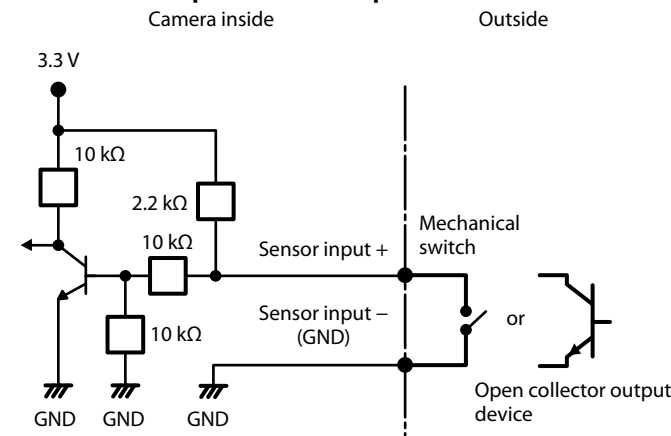 Camera inside
Outside
3.3 V
10 kΩ
2.2 kΩ
10 kΩ
10 kΩ
Sensor input +
Sensor input −
(GND)
Mechanical
switch
or
Open collector output
device
GND
GND
GND